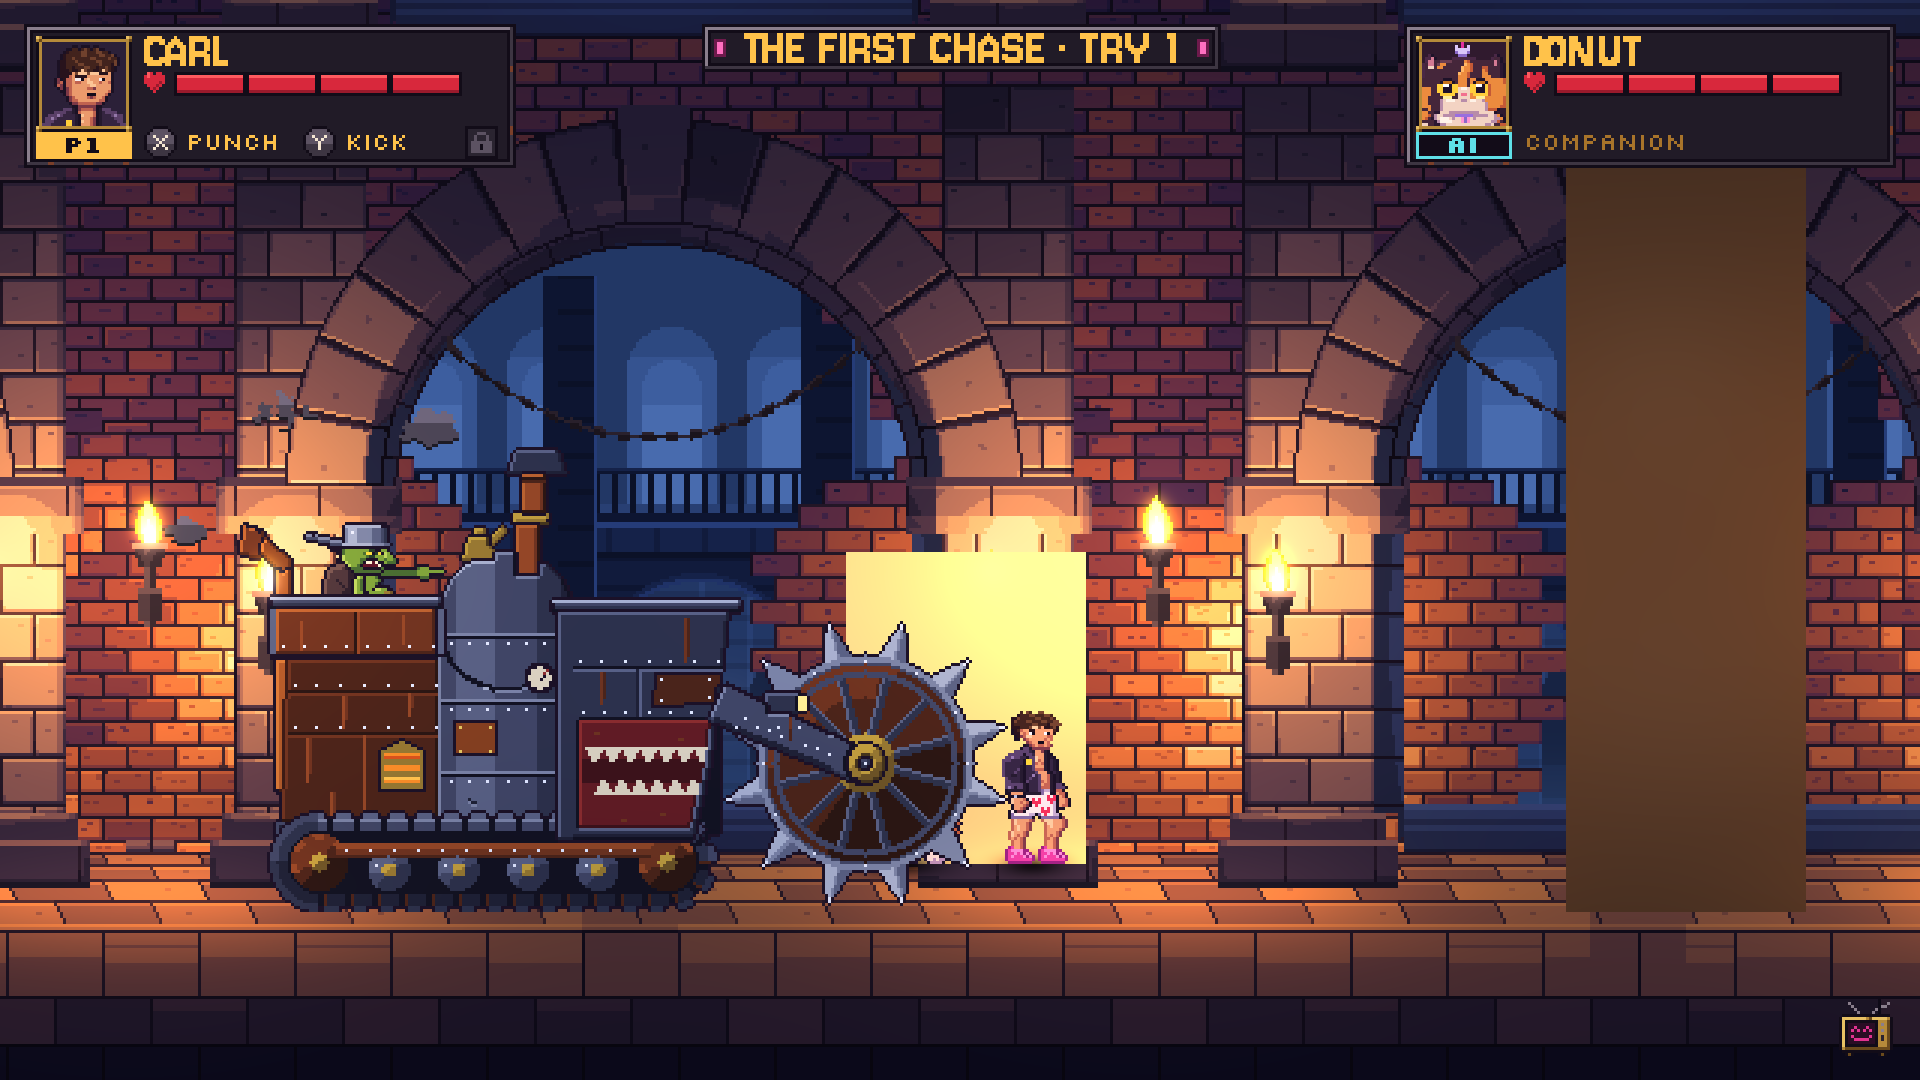 CARL
P1
X PUNCH Y KICK
THE FIRST CHASE · TRY 1
DONUT
AI
COMPANION